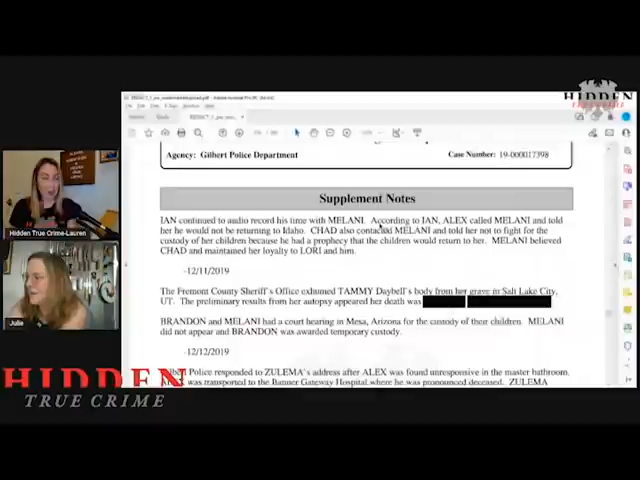 HIDDEN
TRUE CRIME
Agency: Gilbert Police Department Case Number: 19-000017398
Supplement Notes
IAN continued to audio record his time with MELANI. According to IAN, ALEX called MELANI and told
her he would not be returning to Idaho. CHAD also contacted MELANI and told her not to fight for the
custody of her children because he had a prophecy that the children would return to her. MELANI believed
CHAD and maintained her loyalty to LORI and him.
-12/11/2019
The Fremont County Sheriff's Office exhumed TAMMY Daybell's body from her grave in Salt Lake City,
UT. The preliminary results from her autopsy appeared her death was
BRANDON and MELANI had a court hearing in Mesa, Arizona for the custody of their children. MELANI
did not appear and BRANDON was awarded temporary custody.
-12/12/2019
Police responded to ZULEMA's address after ALEX was found unresponsive in the master bathroom.
was transported to the Banner Gateway Hospital where he was pronounced deceased. ZULEMA
Hidden True Crime-Lauren
Julie
HIDDEN
TRUE CRIME